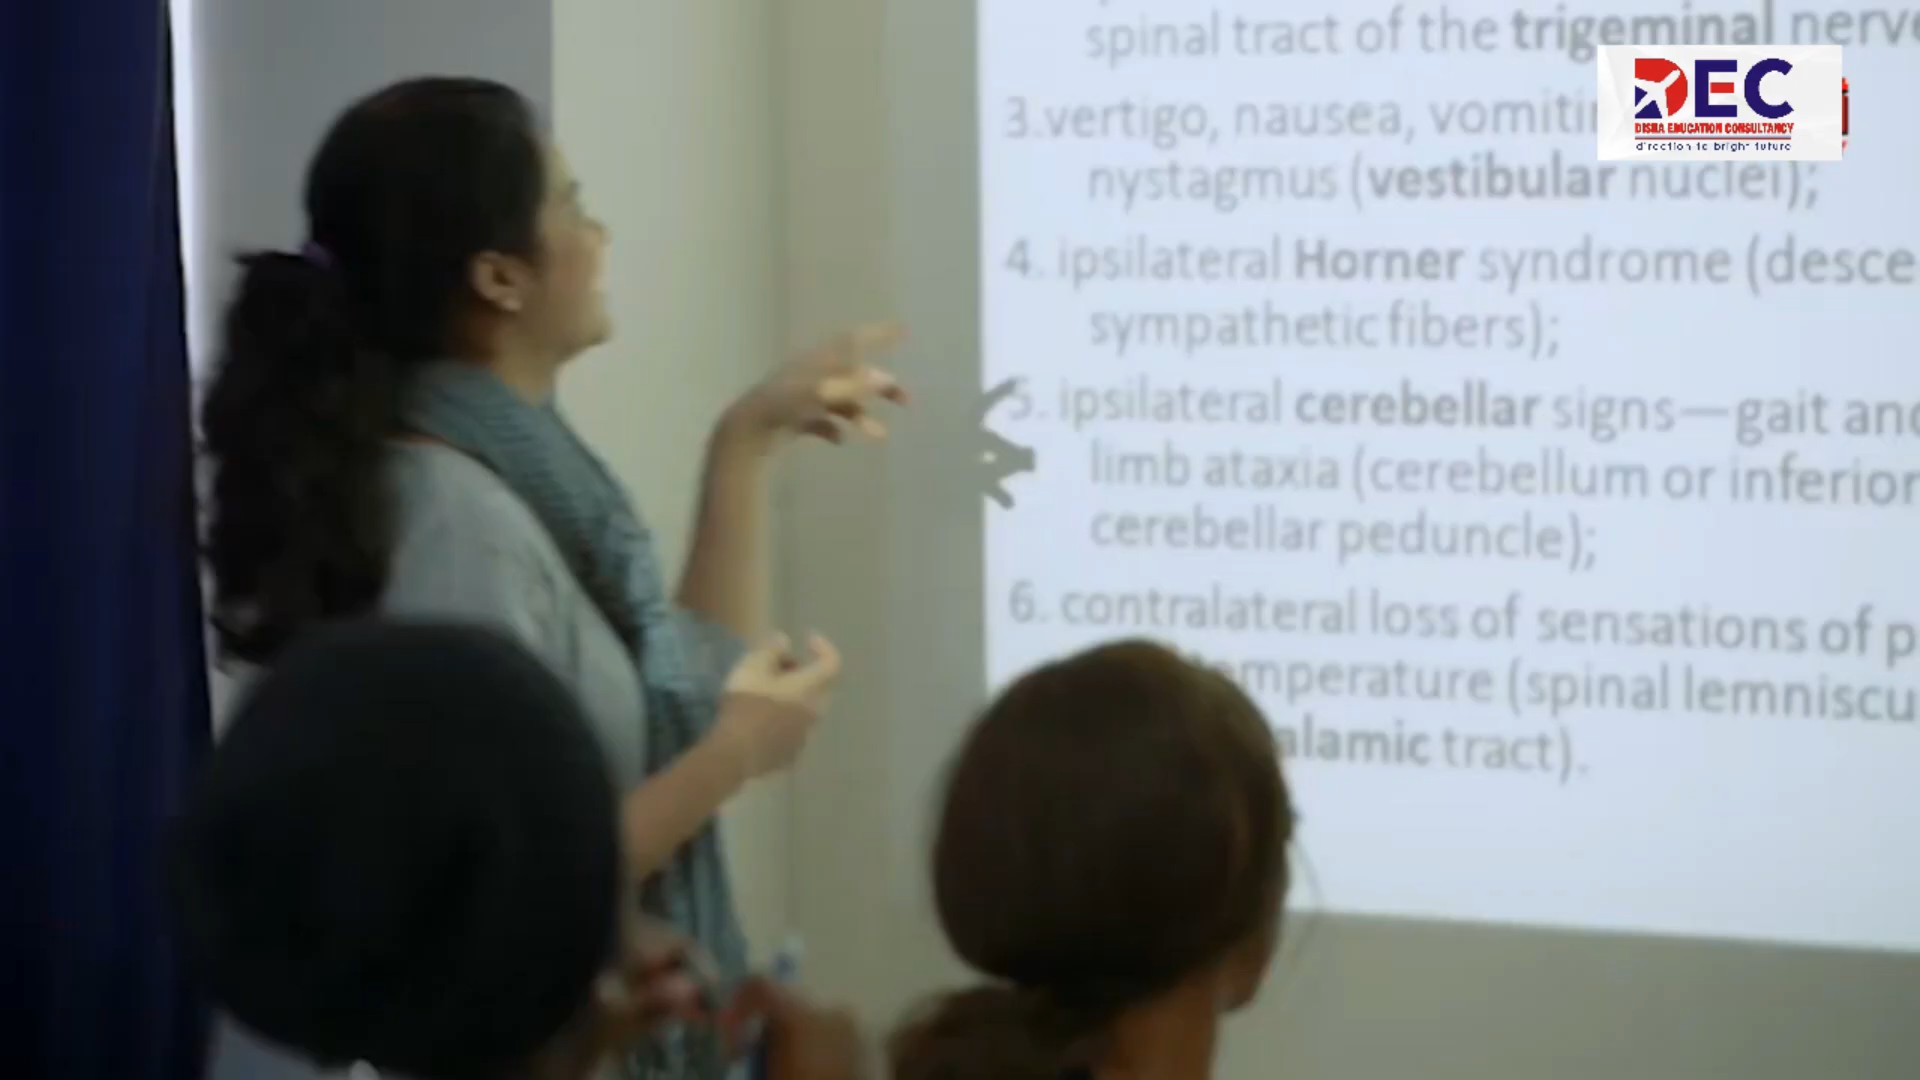 spinal tract of the trigeminal nerve
3.vertigo, nausea, vomiti
nystagmus (vestibular nuclei);
4. ipsilateral Horner syndrome (desce
sympathetic fibers);
5. ipsilateral cerebellar signs—gait and
limb ataxia (cerebellum or inferior
cerebellar peduncle);
6. contralateral loss of sensations of p
mperature (spinal lemniscu
alamic tract).
DEC
DISHA EDUCATION CONSULTANCY
direction to bright future